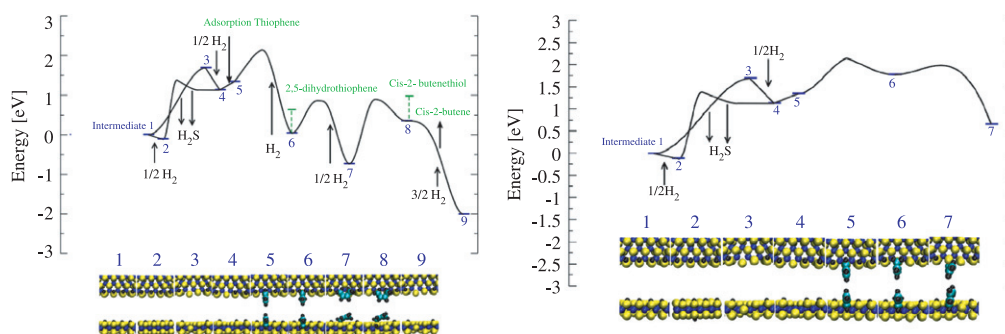 3
2
1
0
-1
-2
-3
Energy [eV]
Adsorption Thiophene
1/2 H2
3
4
5
2,5-dihydrothiophene
Cis-2- butenethiol
Cis-2-butene
Intermediate 1
2
H2S
1/2 H2
H2
6
1/2 H2
7
8
3/2 H2
9
1 2 3 4 5 6 7 8 9
3
2.5
2
1.5
1
0.5
0
-0.5
-1
-1.5
-2
-2.5
-3
Energy [eV]
1/2H2
3
4
5
6
7
Intermediate 1
2
H2S
1/2H2
1 2 3 4 5 6 7